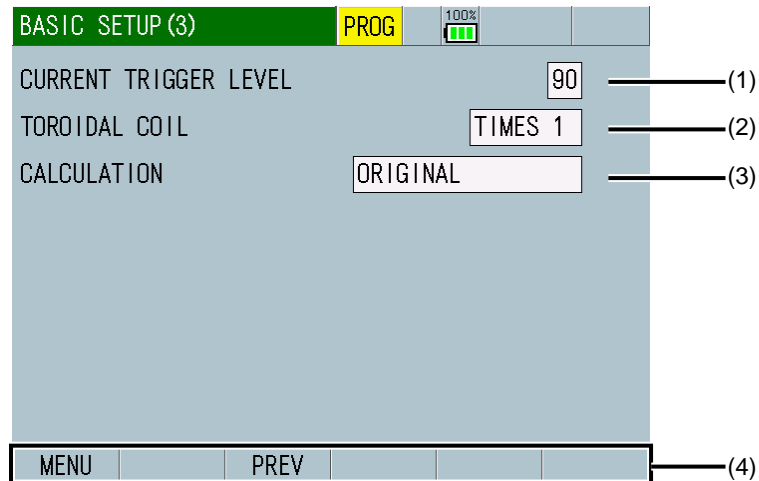 BASIC SETUP(3) PROG 100%
CURRENT TRIGGER LEVEL 90 (1)
TOROIDAL COIL TIMES 1 (2)
CALCULATION ORIGINAL (3)
MENU PREV (4)